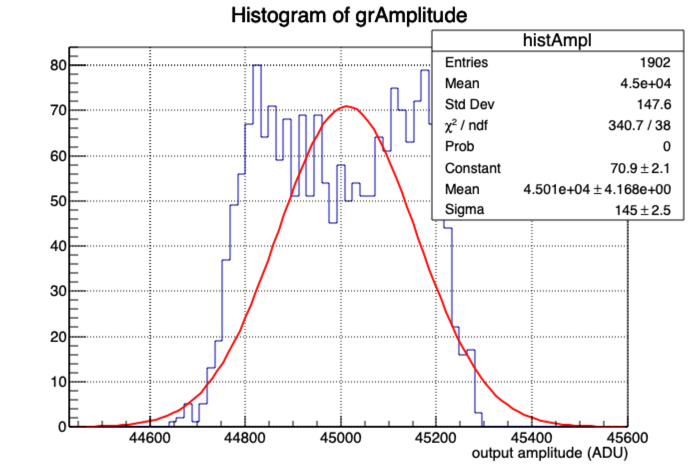 Histogram of grAmplitude
histAmpl
Entries 1902
Mean 4.5e+04
Std Dev 147.6
χ² / ndf 340.7 / 38
Prob 0
Constant 70.9 ± 2.1
Mean 4.501e+04 ± 4.168e+00
Sigma 145 ± 2.5
80
70
60
50
40
30
20
10
0
44600 44800 45000 45200 45400 45600
output amplitude (ADU)